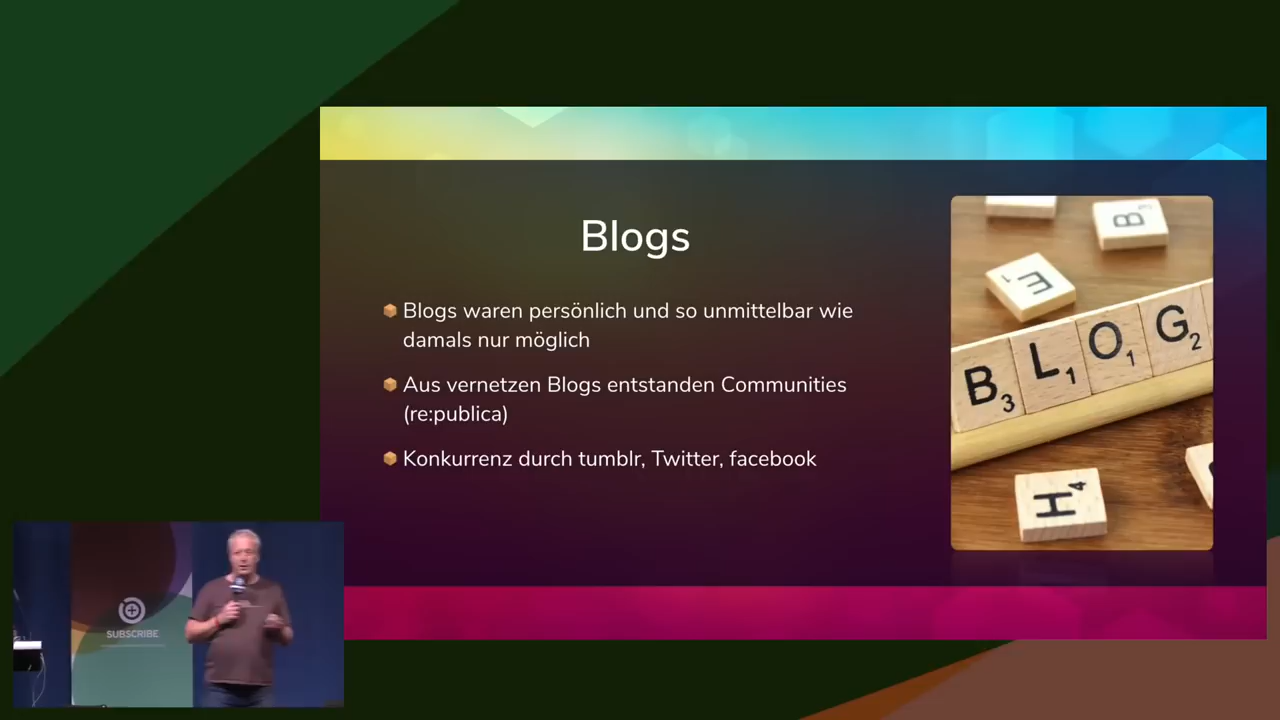 Blogs
Blogs waren persönlich und so unmittelbar wie
damals nur möglich
Aus vernetzen Blogs entstanden Communities
(re:publica)
Konkurrenz durch tumblr, Twitter, facebook
B
E1
B3 L1 O1 G2
H4
SUBSCRIBE